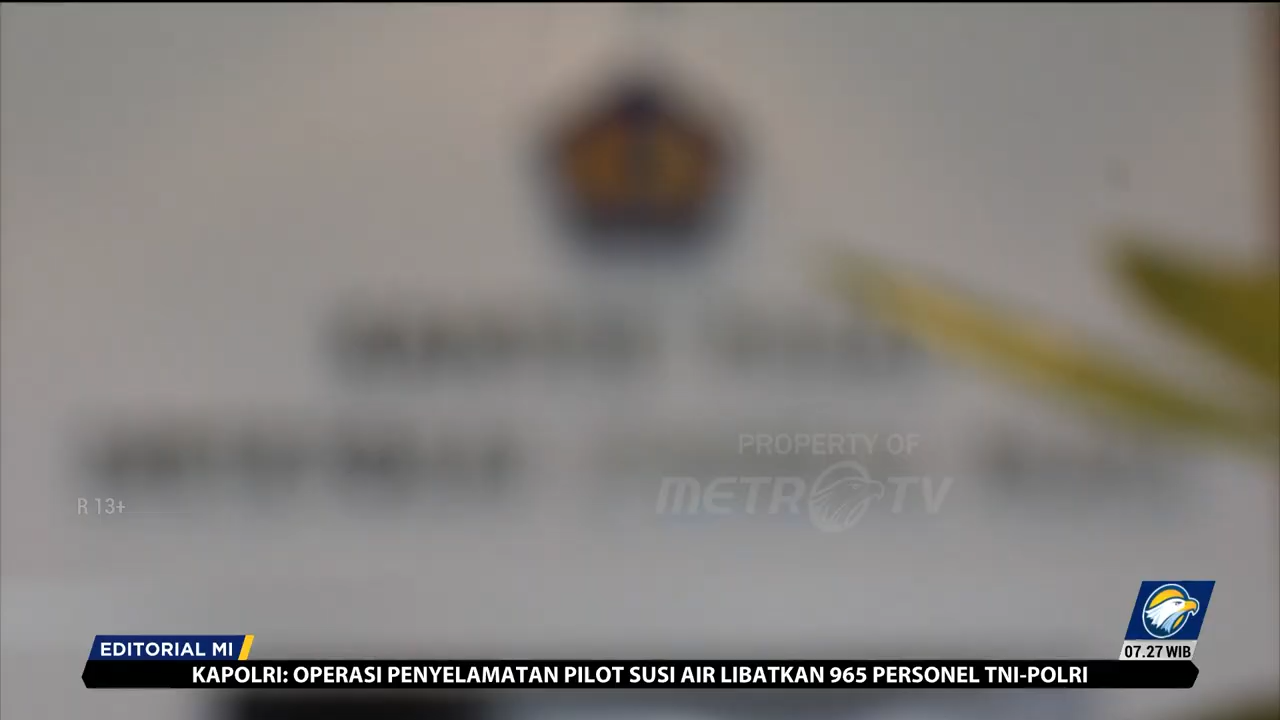 PROPERTY OF
METRO TV
R 13+
EDITORIAL MI
07.27 WIB
KAPOLRI: OPERASI PENYELAMATAN PILOT SUSI AIR LIBATKAN 965 PERSONEL TNI-POLRI